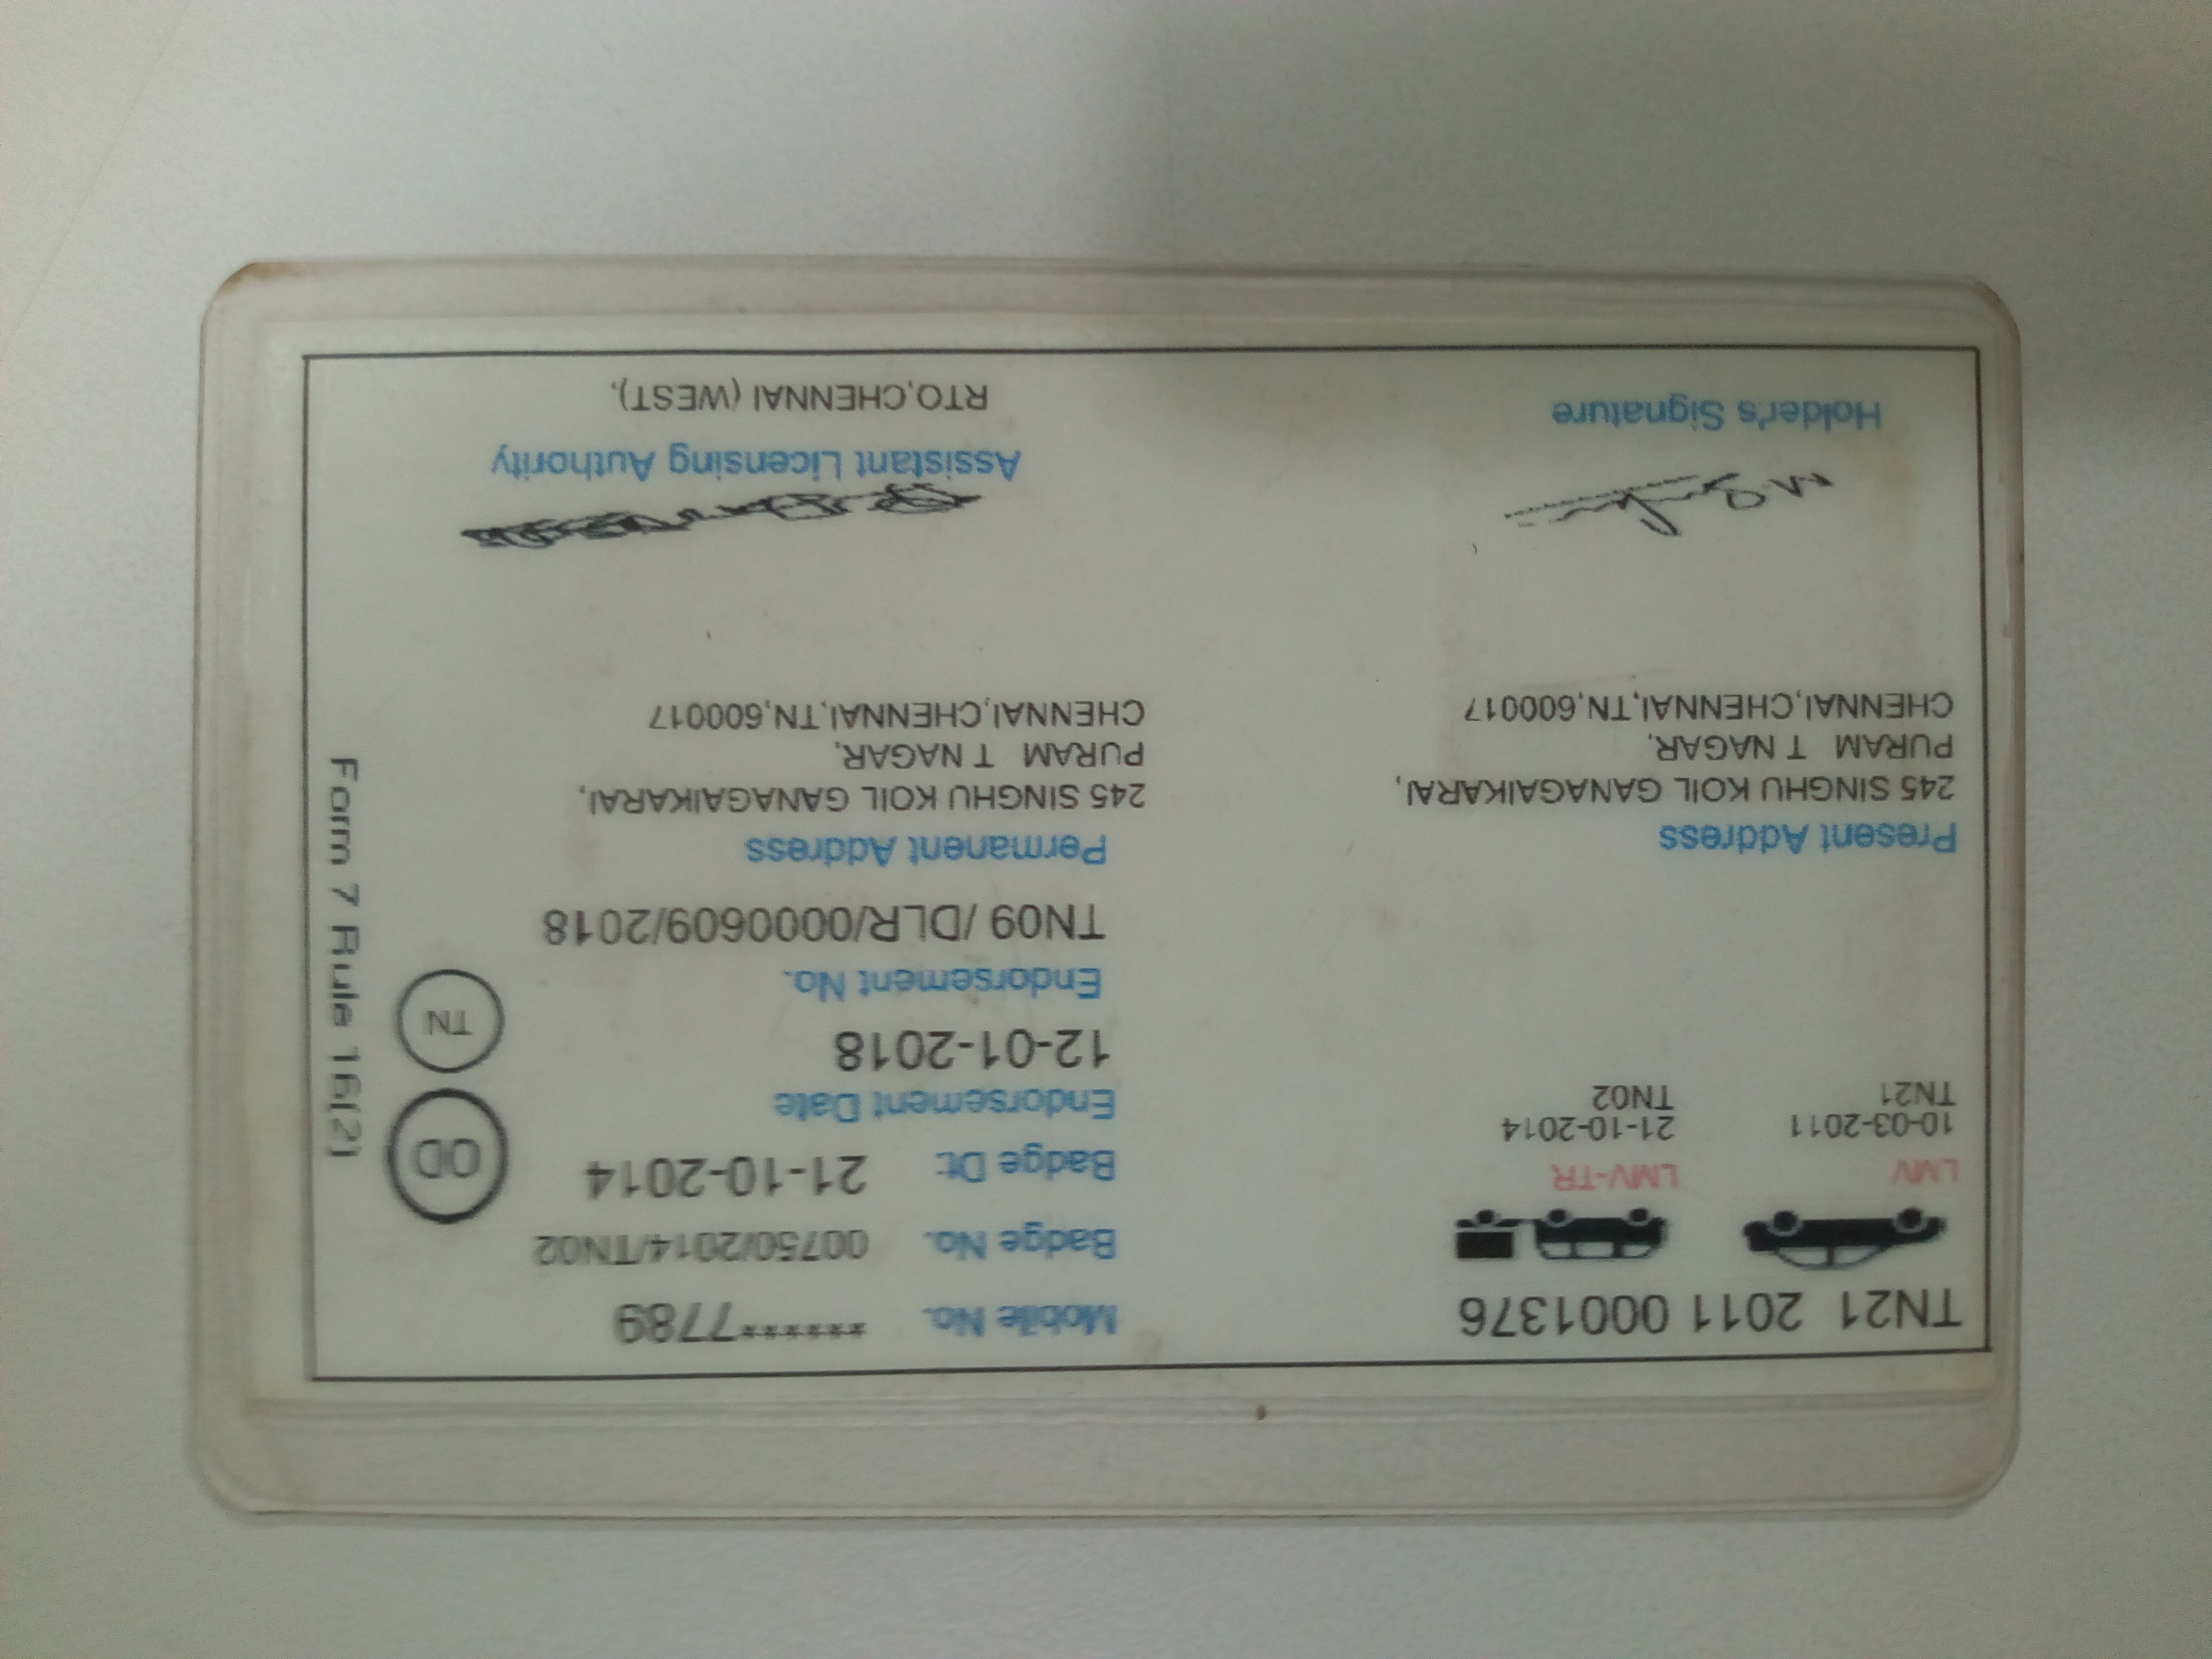 TN21 2011 0001376
LMV
10-03-2011
TN21
LMV-TR
21-10-2014
TN02
Present Address
245 SINGHU KOIL GANAGAIKARAI,
PURAM T NAGAR,
CHENNAI,CHENNAI,TN,600017
Holder's Signature
Mobile No. ******7789
Badge No. 00750/2014/TN02
Badge Dt: 21-10-2014
Endorsement Date
12-01-2018
Endorsement No.
TN09 /DLR/0000609/2018
Permanent Address
245 SINGHU KOIL GANAGAIKARAI,
PURAM T NAGAR,
CHENNAI,CHENNAI,TN,600017
Assistant Licensing Authority
RTO,CHENNAI (WEST),
OD
TN
Form 7 Rule 16(2)